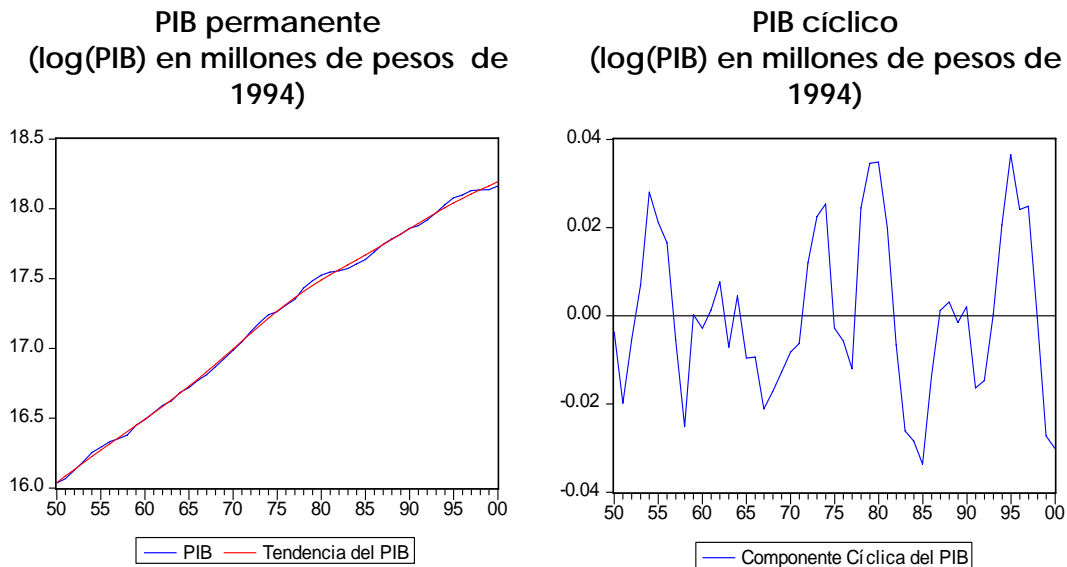 PIB permanente
(log(PIB) en millones de pesos de
1994)
18.5
18.0
17.5
17.0
16.5
16.0
50 55 60 65 70 75 80 85 90 95 00
PIB Tendencia del PIB
PIB cíclico
(log(PIB) en millones de pesos de
1994)
0.04
0.02
0.00
-0.02
-0.04
50 55 60 65 70 75 80 85 90 95 00
Componente Cíclica del PIB